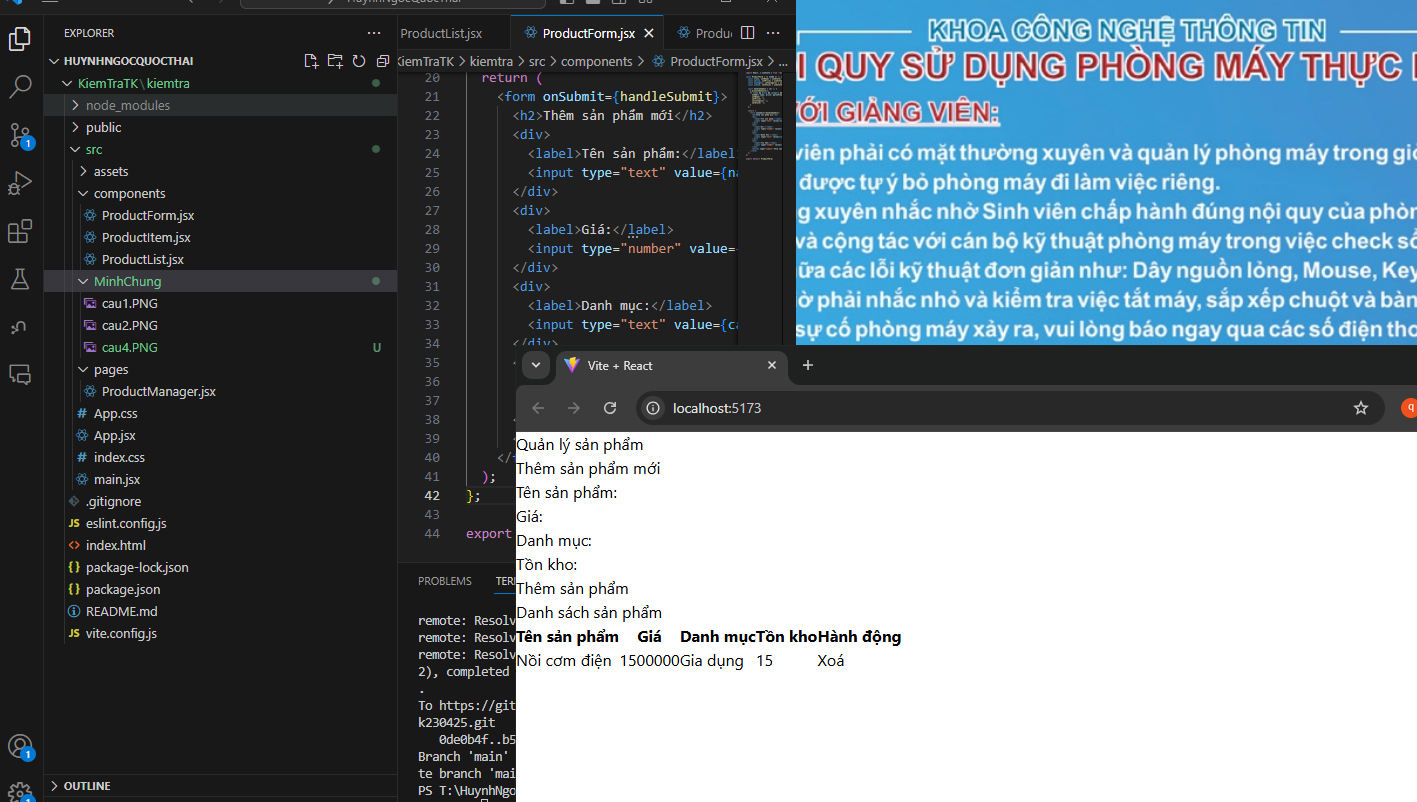 HuynhNgocQuocThai
EXPLORER
HUYNHNGOCQUOCTHAI
KiemTraTK \ kiemtra
node_modules
public
src
assets
components
ProductForm.jsx
ProductItem.jsx
ProductList.jsx
MinhChung
cau1.PNG
cau2.PNG
cau4.PNG U
pages
ProductManager.jsx
# App.css
App.jsx
# index.css
main.jsx
.gitignore
JS eslint.config.js
<> index.html
{} package-lock.json
{} package.json
README.md
JS vite.config.js
OUTLINE
1
1
ProductList.jsx ProductForm.jsx Produ
KiemTraTK > kiemtra > src > components > ProductForm.jsx > ...
20 return (
21 <form onSubmit={handleSubmit}>
22 <h2>Thêm sản phẩm mới</h2>
23 <div>
24 <label>Tên sản phẩm:</label
25 <input type="text" value={na
26 </div>
27 <div>
28 <label>Giá:</label>
29 <input type="number" value=
30 </div>
31 <div>
32 <label>Danh mục:</label>
33 <input type="text" value={ca
34 </div>
35
36
37
38
39
40 </
41 );
42 };
43
44 export
PROBLEMS TER
remote: Resolv
remote: Resolv
remote: Resolv
2), completed
.
To https://git
k230425.git
0de0b4f..b5
Branch 'main'
te branch 'mai
PS T:\HuynhNgo
KHOA CÔNG NGHỆ THÔNG TIN
I QUY SỬ DỤNG PHÒNG MÁY THỰC
ỚI GIẢNG VIÊN:
viên phải có mặt thường xuyên và quản lý phòng máy trong giờ
được tự ý bỏ phòng máy đi làm việc riêng.
g xuyên nhắc nhở Sinh viên chấp hành đúng nội quy của phòn
và cộng tác với cán bộ kỹ thuật phòng máy trong việc check số
ữa các lỗi kỹ thuật đơn giản như: Dây nguồn lỏng, Mouse, Key
ờ phải nhắc nhỏ và kiểm tra việc tắt máy, sắp xếp chuột và bàn
sự cố phòng máy xảy ra, vui lòng báo ngay qua các số điện tho
Vite + React
localhost:5173
q
Quản lý sản phẩm
Thêm sản phẩm mới
Tên sản phẩm:
Giá:
Danh mục:
Tồn kho:
Thêm sản phẩm
Danh sách sản phẩm
Tên sản phẩm Giá Danh mục Tồn kho Hành động
Nồi cơm điện 1500000 Gia dụng 15 Xoá